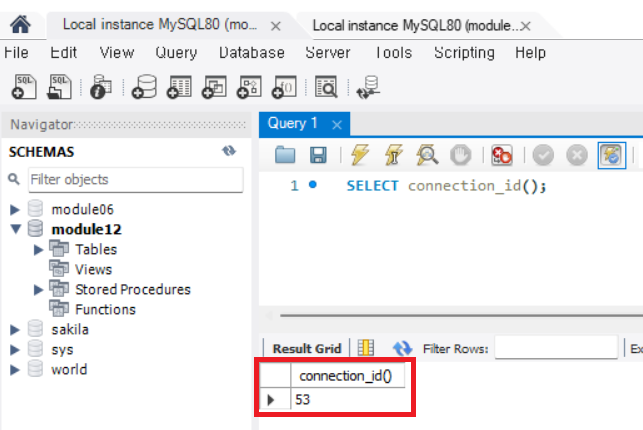 Local instance MySQL80 (mo... ×
Local instance MySQL80 (module...×
File Edit View Query Database Server Tools Scripting Help
SQL SQL
Navigator
Query 1 ×
SCHEMAS
Filter objects
1 SELECT connection_id();
module06
module12
Tables
Views
Stored Procedures
Functions
sakila
sys
world
Result Grid Filter Rows: Ex
connection_id()
53